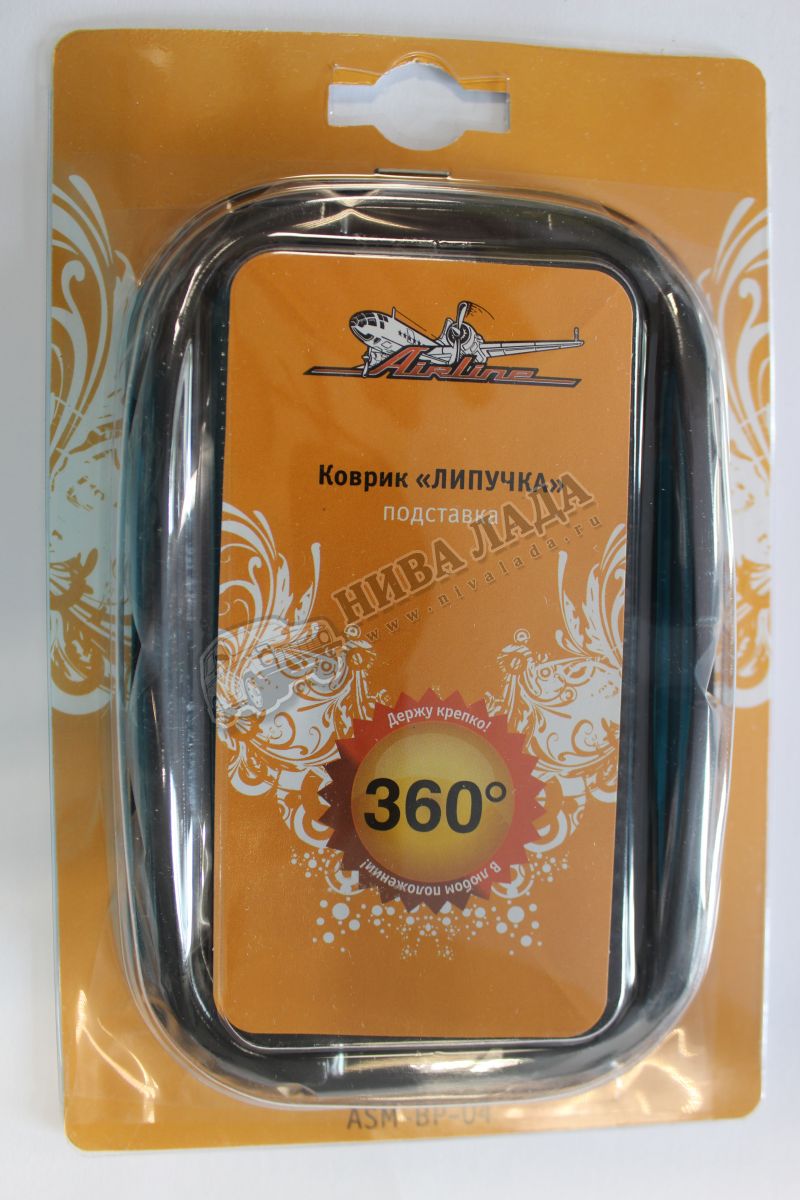 Airline
Коврик «ЛИПУЧКА»
подставка
НИВА ЛАДА
www.nivalada.ru
Держу крепко!
360°
В любом положении!
ASM-BP-04